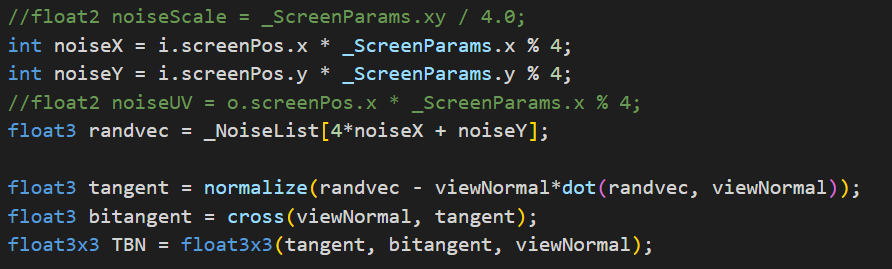 //float2 noiseScale = _ScreenParams.xy / 4.0;
int noiseX = i.screenPos.x * _ScreenParams.x % 4;
int noiseY = i.screenPos.y * _ScreenParams.y % 4;
//float2 noiseUV = o.screenPos.x * _ScreenParams.x % 4;
float3 randvec = _NoiseList[4*noiseX + noiseY];
float3 tangent = normalize(randvec - viewNormal*dot(randvec, viewNormal));
float3 bitangent = cross(viewNormal, tangent);
float3x3 TBN = float3x3(tangent, bitangent, viewNormal);